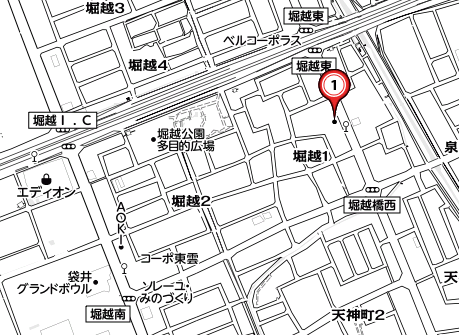 堀越3
堀越東
ベルコーポラス
堀越4
堀越東
1
堀越I.C
堀越公園
多目的広場
堀越1
泉
エディオン
堀越2
堀越橋西
AOKI
コーポ東雲
天
袋井
グランドボウル
ソレーユ・
みのづくり
堀越南
天神町2